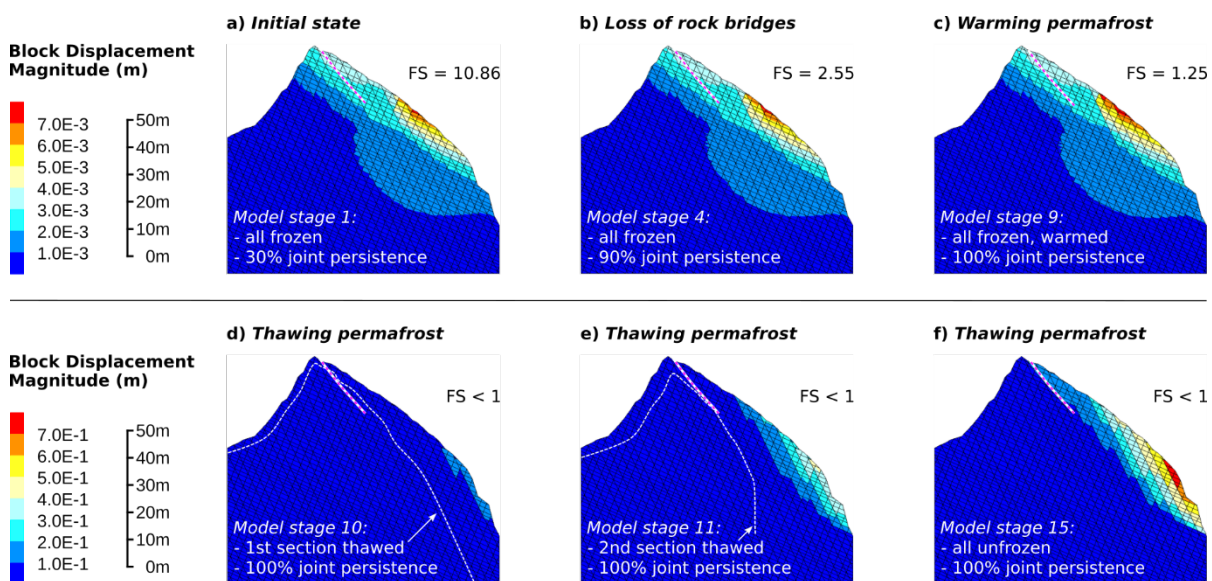 a) Initial state
b) Loss of rock bridges
c) Warming permafrost
Block Displacement
Magnitude (m)
7.0E-3
6.0E-3
5.0E-3
4.0E-3
3.0E-3
2.0E-3
1.0E-3
50m
40m
30m
20m
10m
0m
FS = 10.86
Model stage 1:
- all frozen
- 30% joint persistence
FS = 2.55
Model stage 4:
- all frozen
- 90% joint persistence
FS = 1.25
Model stage 9:
- all frozen, warmed
- 100% joint persistence
d) Thawing permafrost
e) Thawing permafrost
f) Thawing permafrost
Block Displacement
Magnitude (m)
7.0E-1
6.0E-1
5.0E-1
4.0E-1
3.0E-1
2.0E-1
1.0E-1
50m
40m
30m
20m
10m
0m
FS < 1
Model stage 10:
- 1st section thawed
- 100% joint persistence
FS < 1
Model stage 11:
- 2nd section thawed
- 100% joint persistence
FS < 1
Model stage 15:
- all unfrozen
- 100% joint persistence